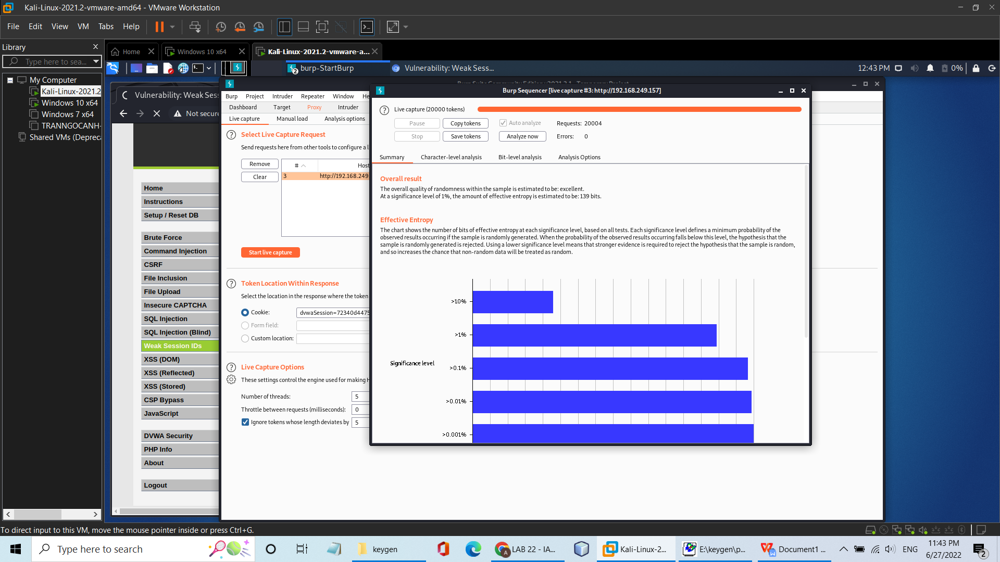 Kali-Linux-2021.2-vmware-amd64 - VMware Workstation
File Edit View VM Tabs Help
Library
Type here to sea...
My Computer
Kali-Linux-2021.2
Windows 10 x64
Windows 7 x64
TRANNGOCANH-
Shared VMs (Depreca
Home
Windows 10 x64
Kali-Linux-2021.2-vmware-a...
burp-StartBurp
2
Vulnerability: Weak Sess...
12:43 PM
0%
Vulnerability: Weak Ses
Not secure
Home
Instructions
Setup / Reset DB
Brute Force
Command Injection
CSRF
File Inclusion
File Upload
Insecure CAPTCHA
SQL Injection
SQL Injection (Blind)
Weak Session IDs
XSS (DOM)
XSS (Reflected)
XSS (Stored)
CSP Bypass
JavaScript
DVWA Security
PHP Info
About
Logout
Burp Project Intruder Repeater Window He
Dashboard Target Proxy Intruder
Live capture Manual load Analysis options
Select Live Capture Request
Send requests here from other tools to configure a l
Remove
Clear
# Host
3 http://192.168.249
Start live capture
Token Location Within Response
Select the location in the response where the token
Cookie: dvwaSession=72340d4475
Form field:
Custom location:
Live Capture Options
These settings control the engine used for making H
Number of threads: 5
Throttle between requests (milliseconds): 0
Ignore tokens whose length deviates by 5
Burp Sequencer [live capture #3: http://192.168.249.157]
Live capture (20000 tokens)
Pause Copy tokens Auto analyze Requests: 20004
Stop Save tokens Analyze now Errors: 0
Summary Character-level analysis Bit-level analysis Analysis Options
Overall result
The overall quality of randomness within the sample is estimated to be: excellent.
At a significance level of 1%, the amount of effective entropy is estimated to be: 139 bits.
Effective Entropy
The chart shows the number of bits of effective entropy at each significance level, based on all tests. Each significance level defines a minimum probability of the
observed results occurring if the sample is randomly generated. When the probability of the observed results occurring falls below this level, the hypothesis that the
sample is randomly generated is rejected. Using a lower significance level means that stronger evidence is required to reject the hypothesis that the sample is random,
and so increases the chance that non-random data will be treated as random.
>10%
>1%
Significance level
>0.1%
>0.01%
>0.001%
To direct input to this VM, move the mouse pointer inside or press Ctrl+G.
Type here to search
keygen
LAB 22 - IA...
Kali-Linux-2...
E:\keygen\p...
Document1 ...
ENG
11:43 PM
6/27/2022
2